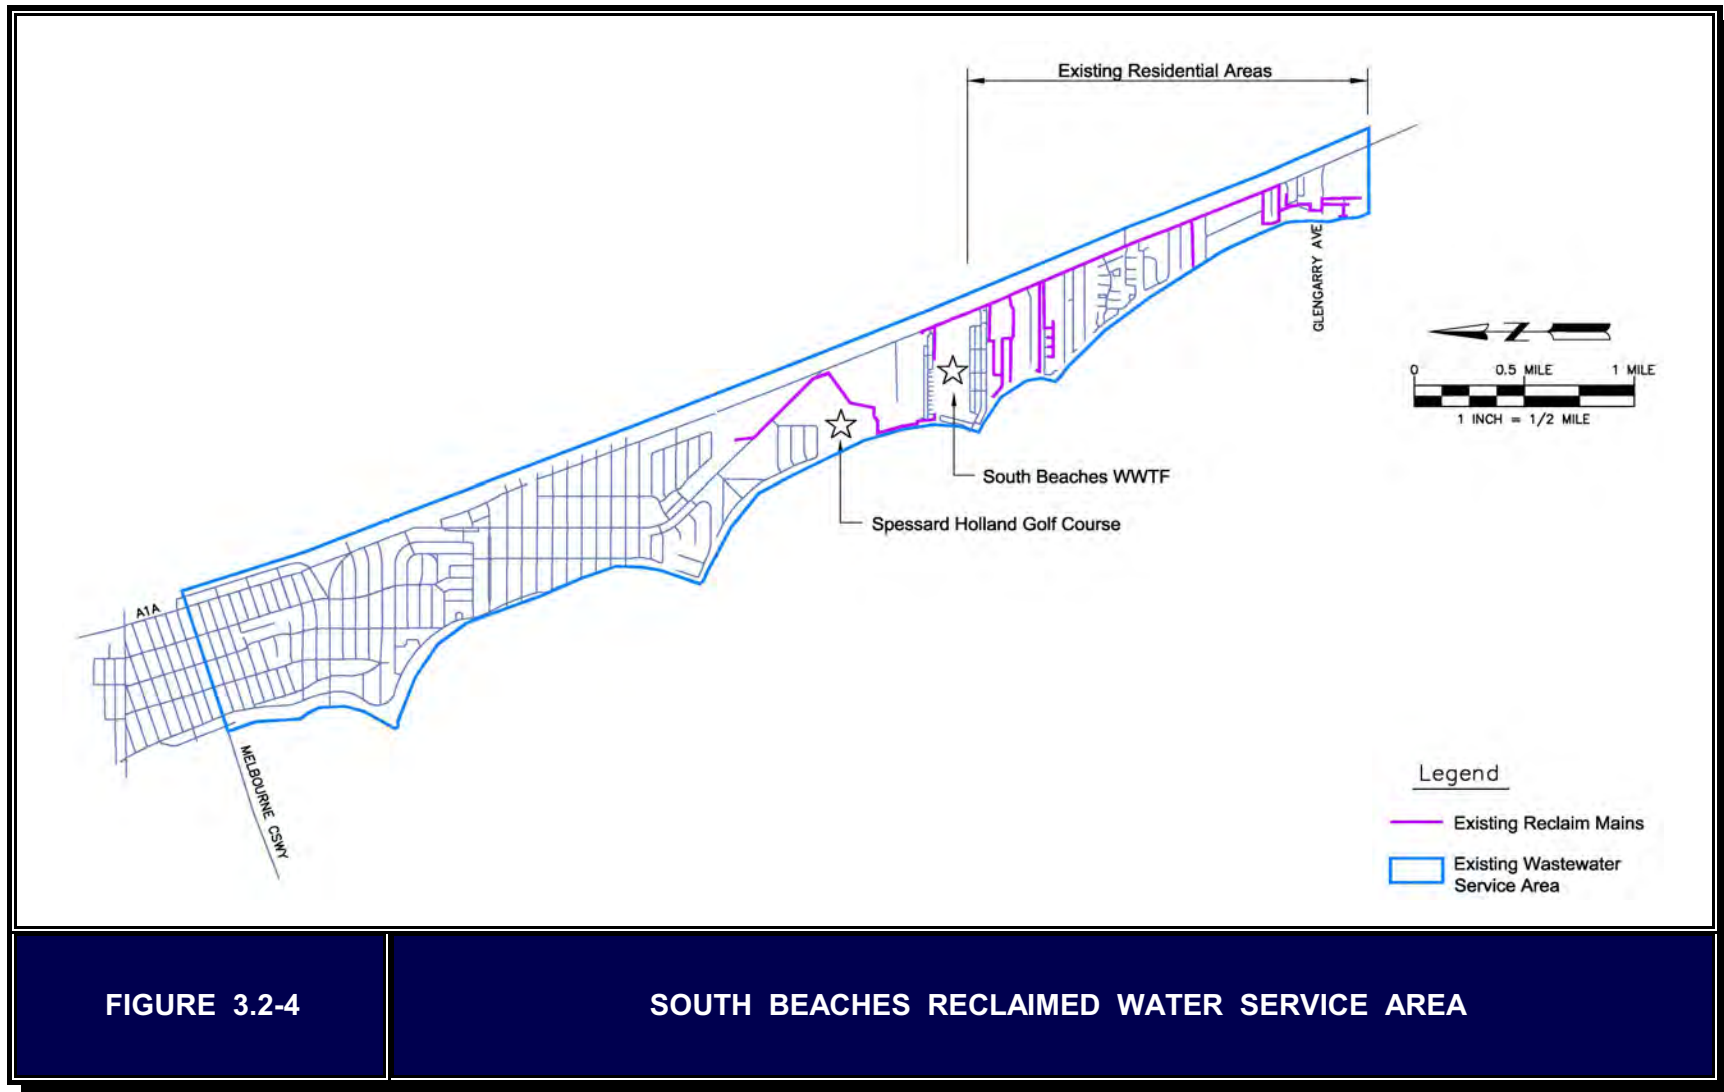 Existing Residential Areas
GLENGARRY AVE
N
0 0.5 MILE 1 MILE
1 INCH = 1/2 MILE
South Beaches WWTF
Spessard Holland Golf Course
A1A
MELBOURNE CSWY
Legend
Existing Reclaim Mains
Existing Wastewater
Service Area
FIGURE 3.2-4
SOUTH BEACHES RECLAIMED WATER SERVICE AREA